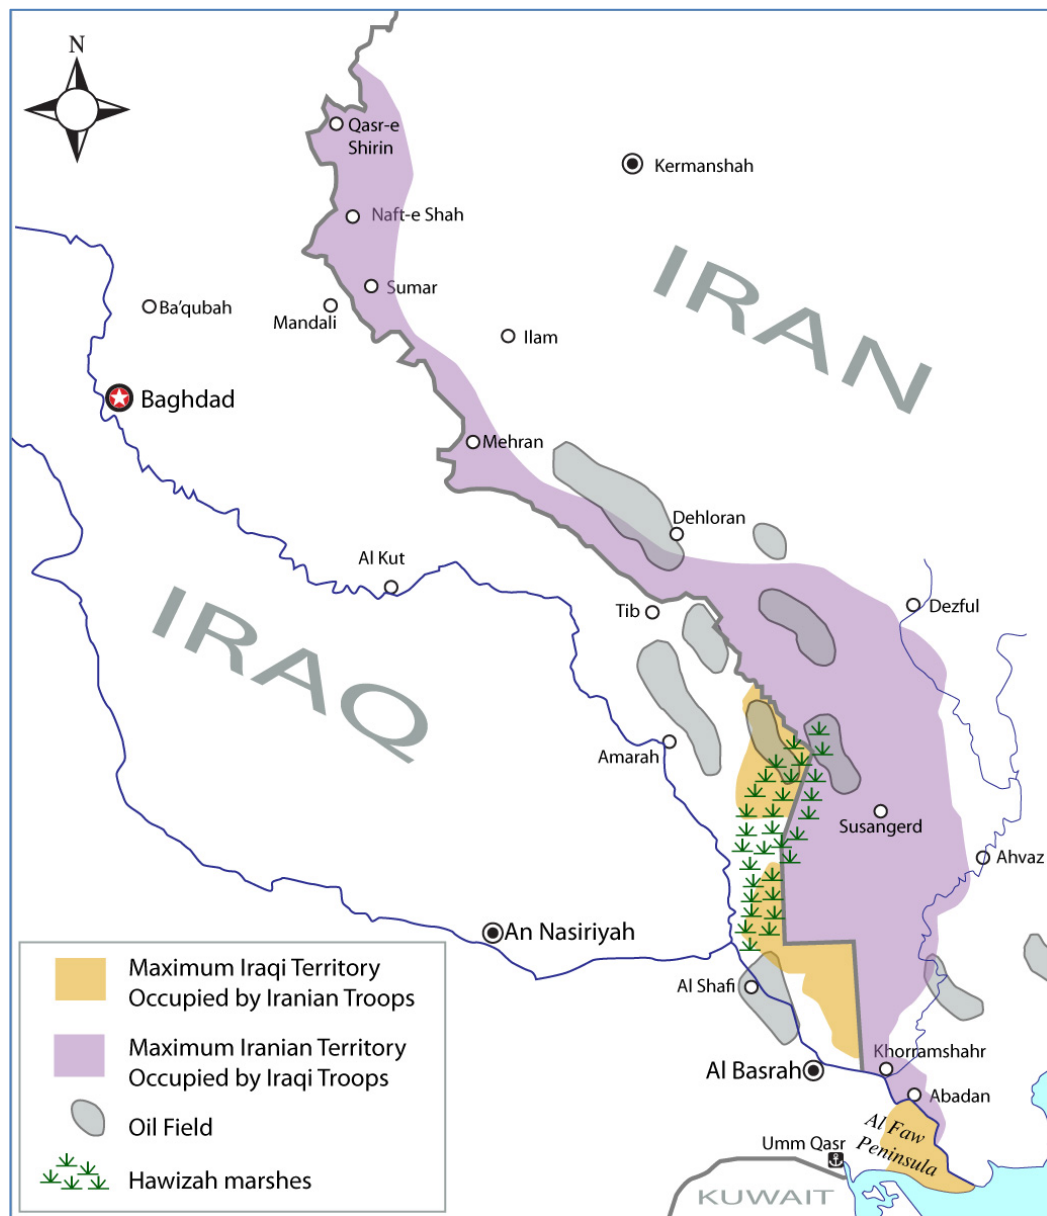 N
Qasr-e
Shirin
Kermanshah
Naft-e Shah
IRAN
Sumar
Ba'qubah
Mandali
Ilam
Baghdad
Mehran
Dehloran
Al Kut
Tib
Dezful
IRAQ
Amarah
Susangerd
Ahvaz
An Nasiriyah
Al Shafi
Khorramshahr
Al Basrah
Abadan
Al Faw
Peninsula
Umm Qasr
KUWAIT
Maximum Iraqi Territory
Occupied by Iranian Troops
Maximum Iranian Territory
Occupied by Iraqi Troops
Oil Field
Hawizah marshes